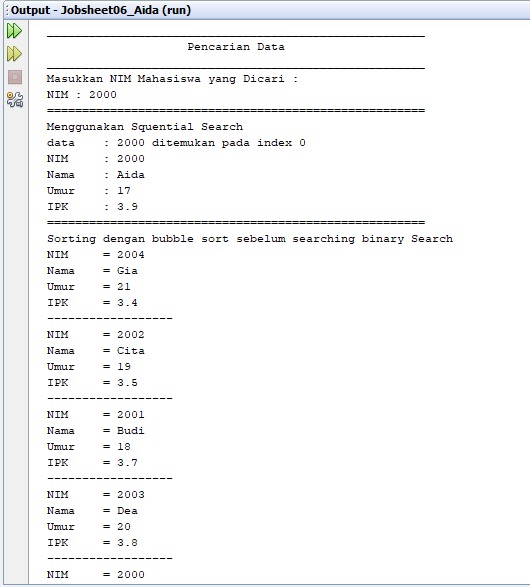 Output - Jobsheet06_Aida (run)
____________________________________________________
Pencarian Data
____________________________________________________
Masukkan NIM Mahasiswa yang Dicari :
NIM : 2000
======================================================
Menggunakan Squential Search
data : 2000 ditemukan pada index 0
NIM : 2000
Nama : Aida
Umur : 17
IPK : 3.9
======================================================
Sorting dengan bubble sort sebelum searching binary Search
NIM = 2004
Nama = Gia
Umur = 21
IPK = 3.4
------------------
NIM = 2002
Nama = Cita
Umur = 19
IPK = 3.5
------------------
NIM = 2001
Nama = Budi
Umur = 18
IPK = 3.7
------------------
NIM = 2003
Nama = Dea
Umur = 20
IPK = 3.8
------------------
NIM = 2000